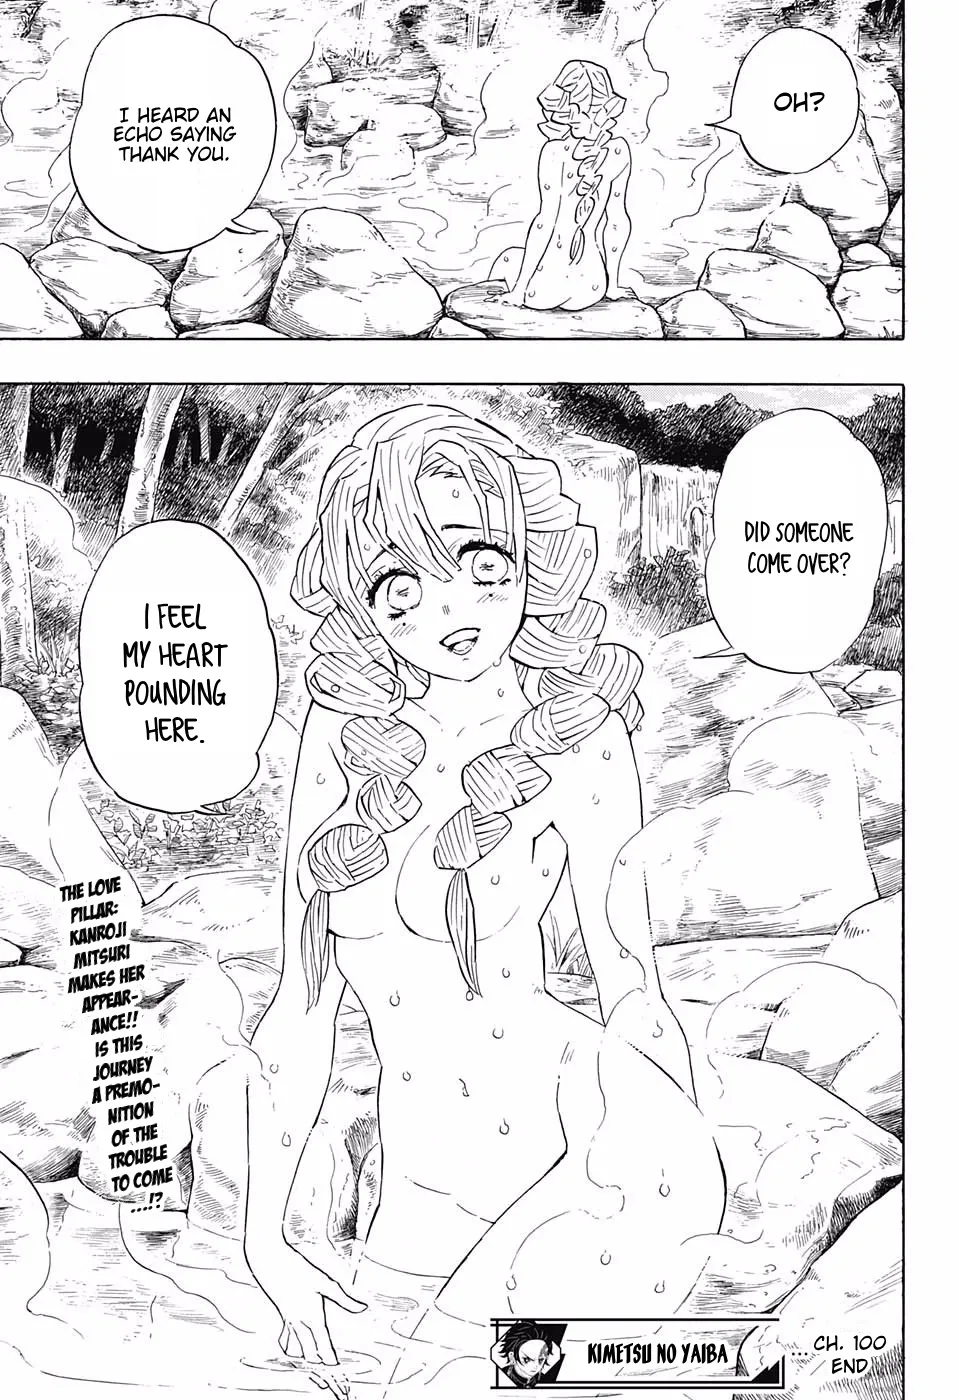 OH?
I HEARD AN
ECHO SAYING
THANK YOU.
DID SOMEONE
COME OVER?
I FEEL
MY HEART
POUNDING
HERE.
THE LOVE
PILLAR:
KANROJI
MITSURI
MAKES HER
APPEAR-
ANCE!!
IS THIS
JOURNEY
A PREMO-
NITION
OF THE
TROUBLE
TO COME
...!?
KIMETSU NO YAIBA
... CH. 100
END